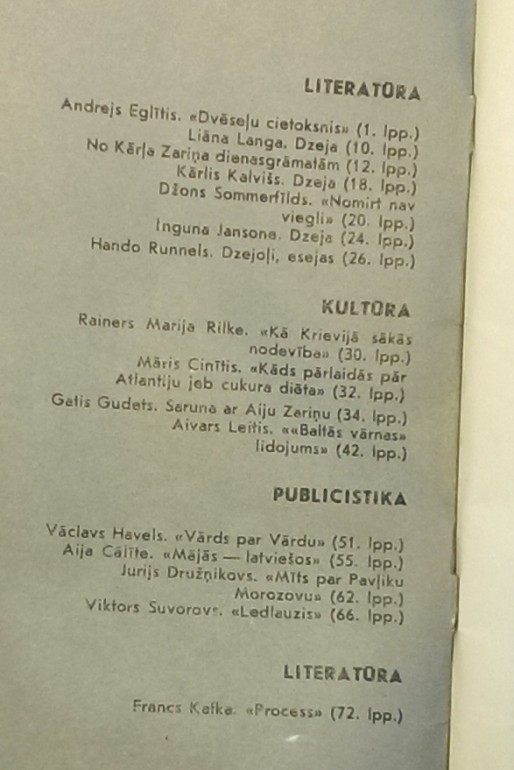 LITERATŪRA
Andrejs Eglītis. «Dvēseļu cietoksnis» (1. lpp.)
Liāna Langa. Dzeja (10. lpp.)
No Kārļa Zariņa dienasgrāmatām (12. lpp.)
Kārlis Kalvišs. Dzeja (18. lpp.)
Džons Sommerfīlds. «Nomirt nav
viegli» (20. lpp.)
Inguna Jansone. Dzeja (24. lpp.)
Hando Runnels. Dzejoļi, esejas (26. lpp.)
KULTŪRA
Rainers Marija Rilke. «Kā Krievijā sākās
nodevība» (30. lpp.)
Māris Cinītis. «Kāds pārlaidās pār
Atlantiju jeb cukura diāta» (32. lpp.)
Gatis Gudets. Saruna ar Aiju Zariņu (34. lpp.)
Aivars Leitis. ««Baltās vārnas»
lidojums» (42. lpp.)
PUBLICISTIKA
Vāclavs Havels. «Vārds par Vārdu» (51. lpp.)
Aija Cālīte. «Mājās — latviešos» (55. lpp.)
Jurijs Družņikovs. «Mīts par Pavļiku
Morozovu» (62. lpp.)
Viktors Suvorovs. «Ledlauzis» (66. lpp.)
LITERATŪRA
Francs Kafka. «Process» (72. lpp.)